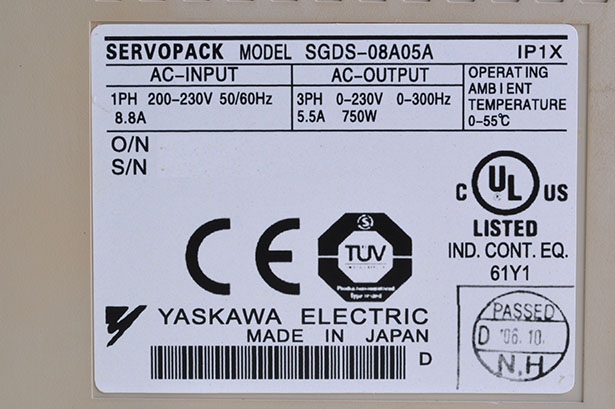 SERVOPACK MODEL SGDS-08A05A IP1X
AC-INPUT
1PH 200-230V 50/60Hz
8.8A
AC-OUTPUT
3PH 0-230V 0-300Hz
5.5A 750W
OPERATING
AMBIENT
TEMPERATURE
0-55℃
O/N
S/N
C UL US
LISTED
IND. CONT. EQ.
61Y1
CE
S
TÜV
Type
YASKAWA ELECTRIC
MADE IN JAPAN
D
PASSED
D '06.10.
N.H